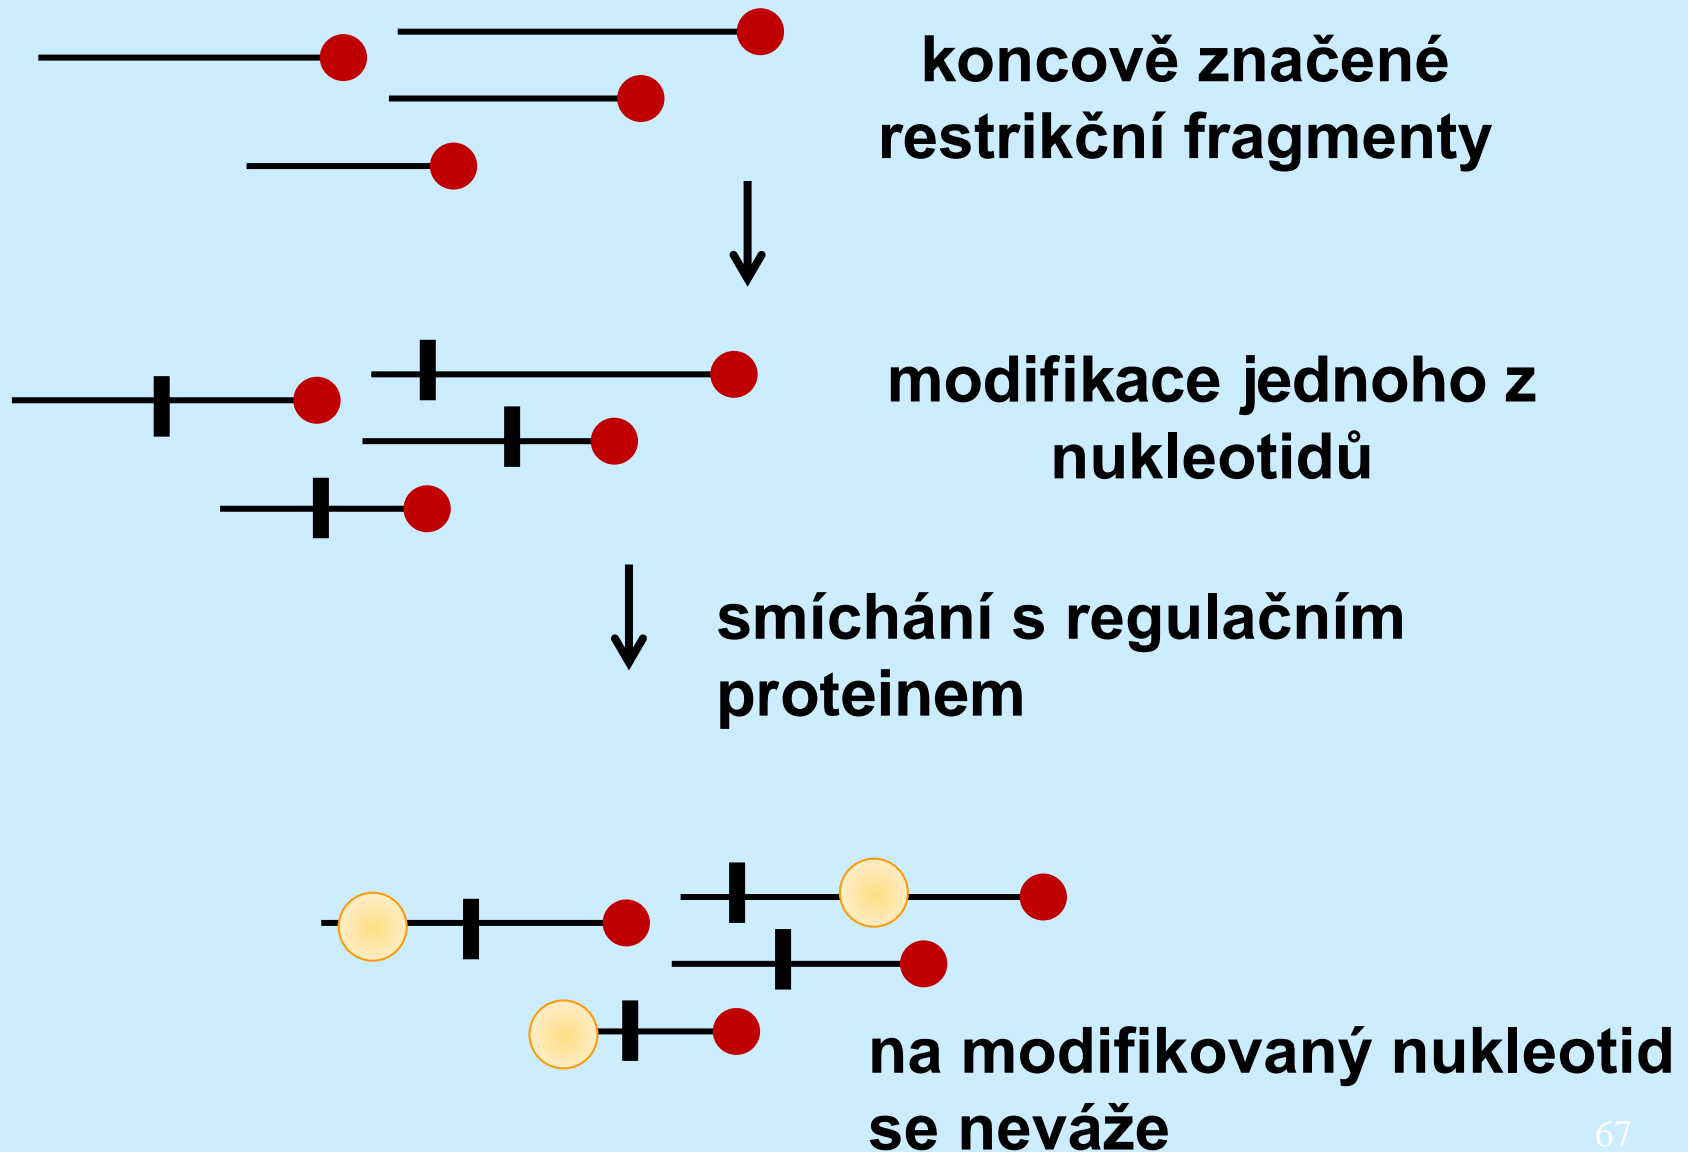 koncově značené
restrikční fragmenty
modifikace jednoho z
nukleotidů
smíchání s regulačním
proteinem
na modifikovaný nukleotid
se neváže
67